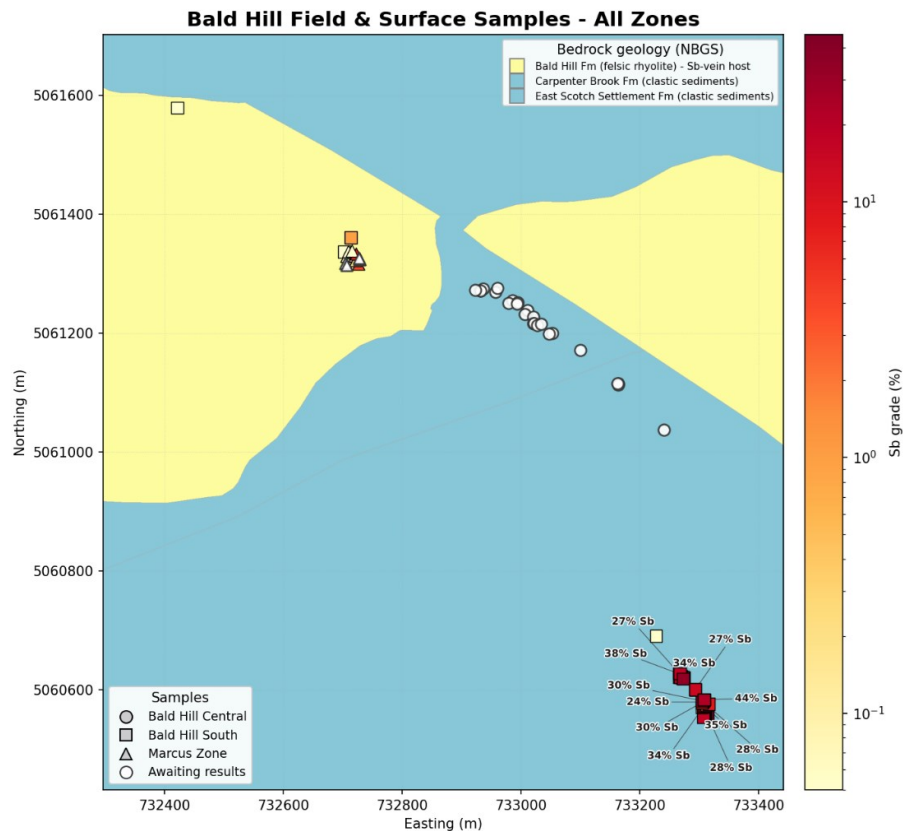 Bald Hill Field & Surface Samples - All Zones
Bedrock geology (NBGS)
Bald Hill Fm (felsic rhyolite) - Sb-vein host
Carpenter Brook Fm (clastic sediments)
East Scotch Settlement Fm (clastic sediments)
5061600
5061400
5061200
5061000
5060800
5060600
Northing (m)
10¹
10⁰
10⁻¹
Sb grade (%)
27% Sb
27% Sb
38% Sb
34% Sb
30% Sb
44% Sb
24% Sb
30% Sb
35% Sb
28% Sb
34% Sb
28% Sb
Samples
Bald Hill Central
Bald Hill South
Marcus Zone
Awaiting results
732400 732600 732800 733000 733200 733400
Easting (m)